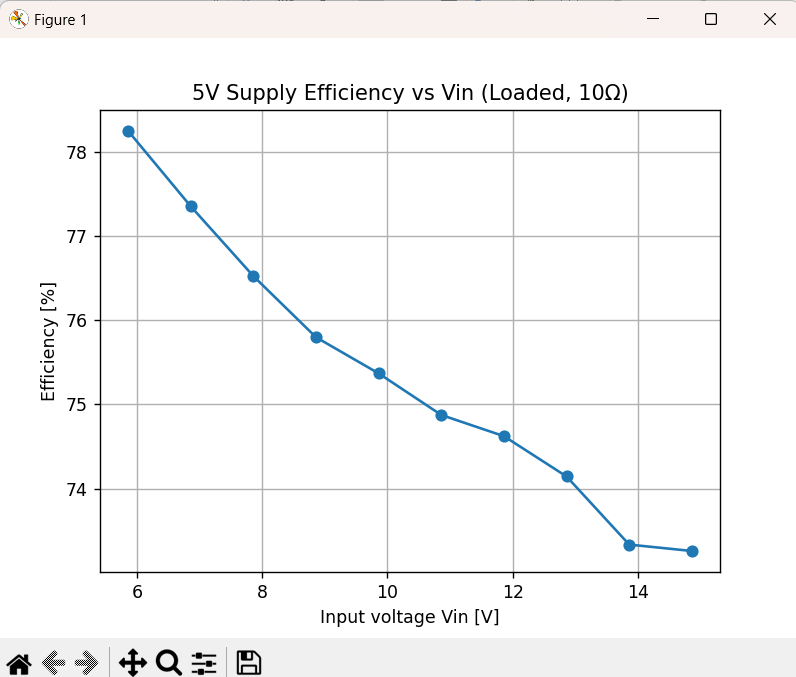 Figure 1
5V Supply Efficiency vs Vin (Loaded, 10Ω)
Efficiency [%]
78
77
76
75
74
6 8 10 12 14
Input voltage Vin [V]